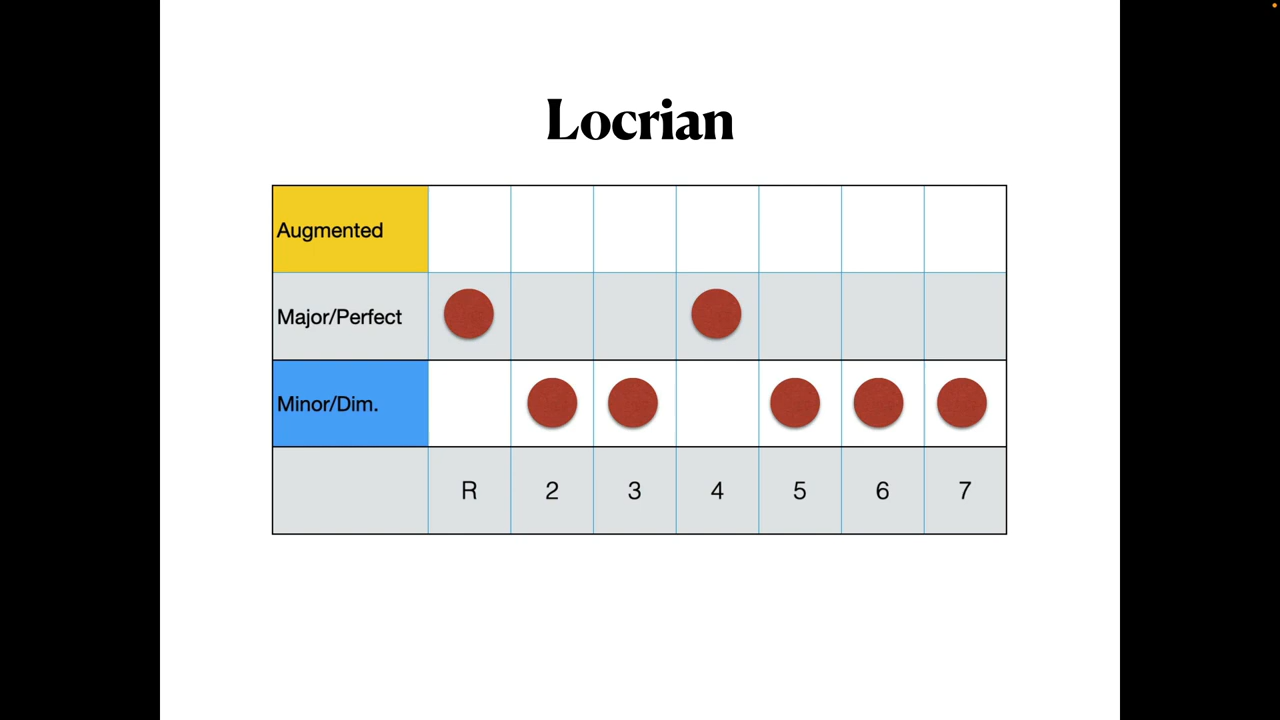 Locrian
Augmented
Major/Perfect
Minor/Dim.
R 2 3 4 5 6 7